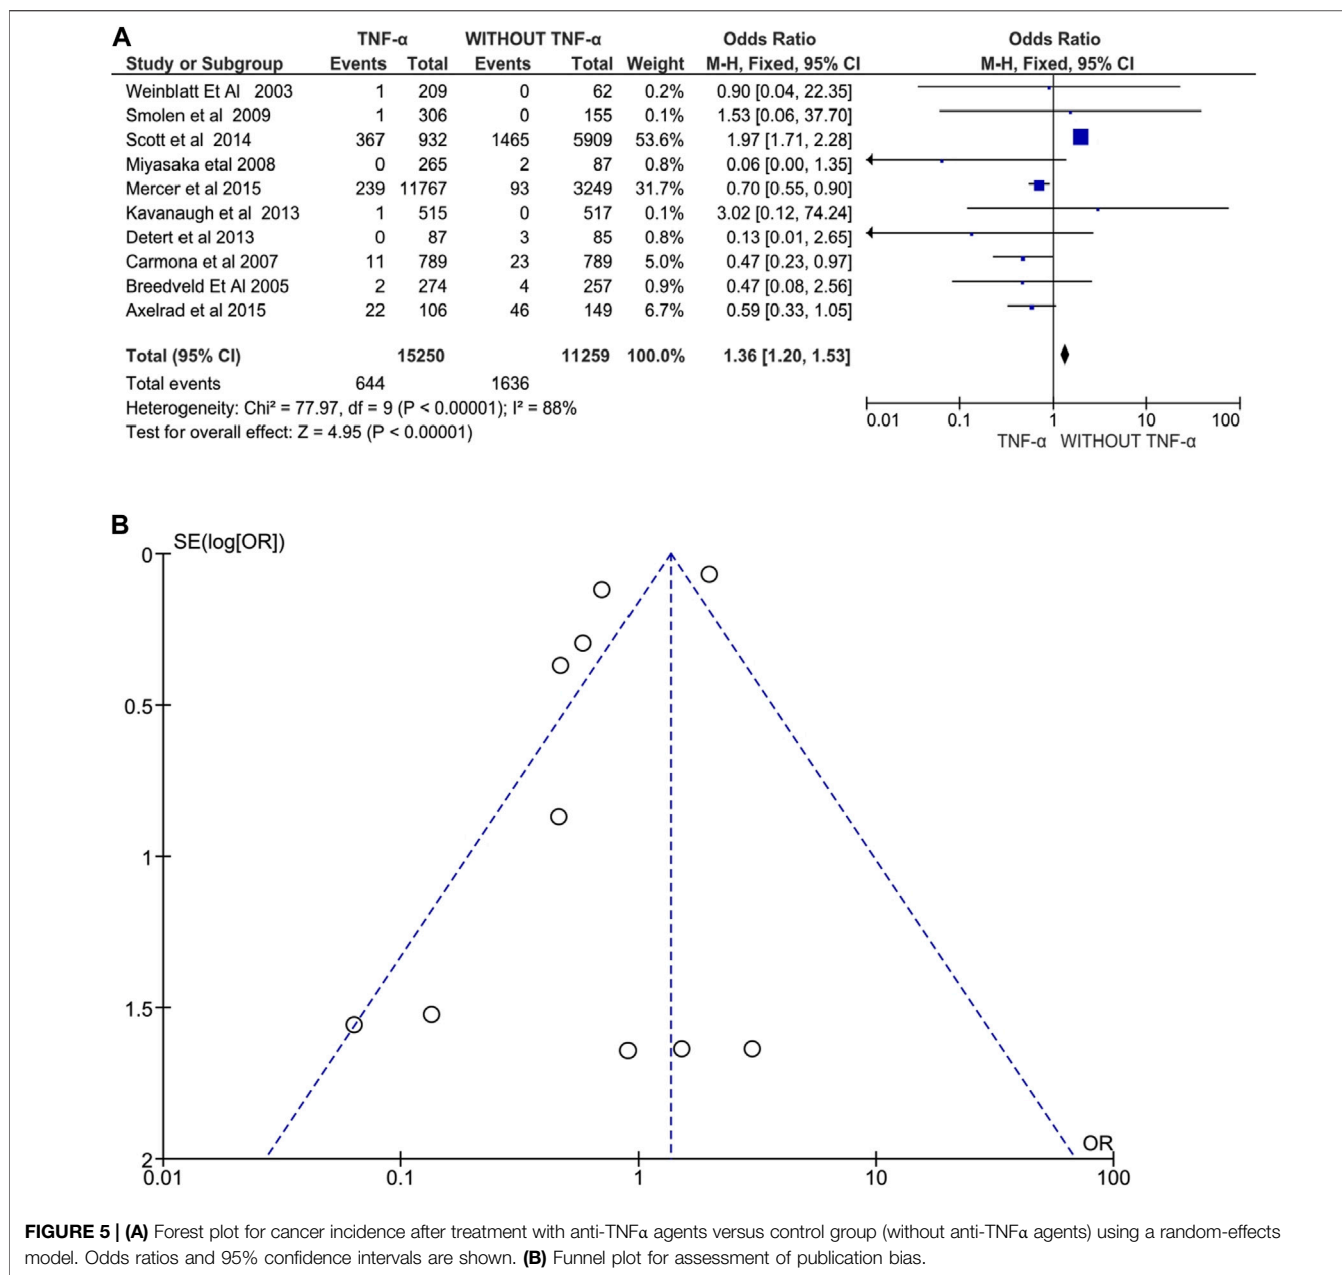 A
TNF-α WITHOUT TNF-α Odds Ratio Odds Ratio
Study or Subgroup Events Total Events Total Weight M-H, Fixed, 95% CI M-H, Fixed, 95% CI
Weinblatt Et Al 2003 1 209 0 62 0.2% 0.90 [0.04, 22.35]
Smolen et al 2009 1 306 0 155 0.1% 1.53 [0.06, 37.70]
Scott et al 2014 367 932 1465 5909 53.6% 1.97 [1.71, 2.28]
Miyasaka etal 2008 0 265 2 87 0.8% 0.06 [0.00, 1.35]
Mercer et al 2015 239 11767 93 3249 31.7% 0.70 [0.55, 0.90]
Kavanaugh et al 2013 1 515 0 517 0.1% 3.02 [0.12, 74.24]
Detert et al 2013 0 87 3 85 0.8% 0.13 [0.01, 2.65]
Carmona et al 2007 11 789 23 789 5.0% 0.47 [0.23, 0.97]
Breedveld Et Al 2005 2 274 4 257 0.9% 0.47 [0.08, 2.56]
Axelrad et al 2015 22 106 46 149 6.7% 0.59 [0.33, 1.05]
Total (95% CI) 15250 11259 100.0% 1.36 [1.20, 1.53]
Total events 644 1636
Heterogeneity: Chi² = 77.97, df = 9 (P < 0.00001); I² = 88%
Test for overall effect: Z = 4.95 (P < 0.00001)
0.01 0.1 1 10 100
TNF-α WITHOUT TNF-α
B
SE(log[OR])
0
0.5
1
1.5
2
OR
0.01 0.1 1 10 100
FIGURE 5 | (A) Forest plot for cancer incidence after treatment with anti-TNFα agents versus control group (without anti-TNFα agents) using a random-effects
model. Odds ratios and 95% confidence intervals are shown. (B) Funnel plot for assessment of publication bias.